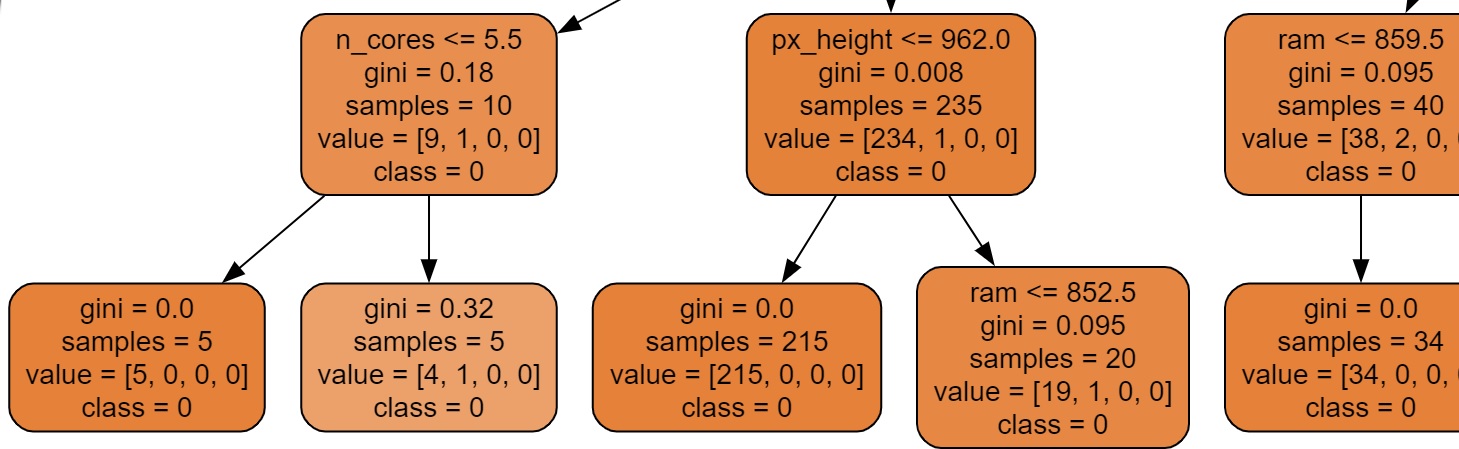 n_cores <= 5.5
gini = 0.18
samples = 10
value = [9, 1, 0, 0]
class = 0
px_height <= 962.0
gini = 0.008
samples = 235
value = [234, 1, 0, 0]
class = 0
ram <= 859.5
gini = 0.095
samples = 40
value = [38, 2, 0,
class = 0
gini = 0.0
samples = 5
value = [5, 0, 0, 0]
class = 0
gini = 0.32
samples = 5
value = [4, 1, 0, 0]
class = 0
gini = 0.0
samples = 215
value = [215, 0, 0, 0]
class = 0
ram <= 852.5
gini = 0.095
samples = 20
value = [19, 1, 0, 0]
class = 0
gini = 0.0
samples = 34
value = [34, 0, 0,
class = 0